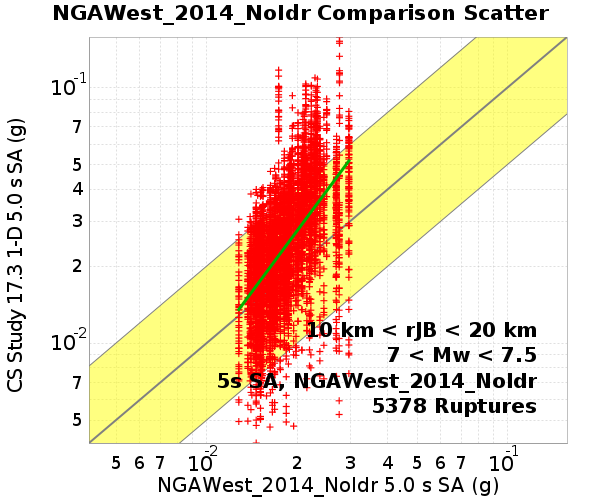 NGAWest_2014_NoIdr Comparison Scatter
CS Study 17.3 1-D 5.0 s SA (g)
10^-1
7
5
4
3
2
10^-2
7
5
10 km < rJB < 20 km
7 < Mw < 7.5
5s SA, NGAWest_2014_NoIdr
5378 Ruptures
5 6 7 10^-2 2 3 4 5 6 7 10^-1
NGAWest_2014_NoIdr 5.0 s SA (g)